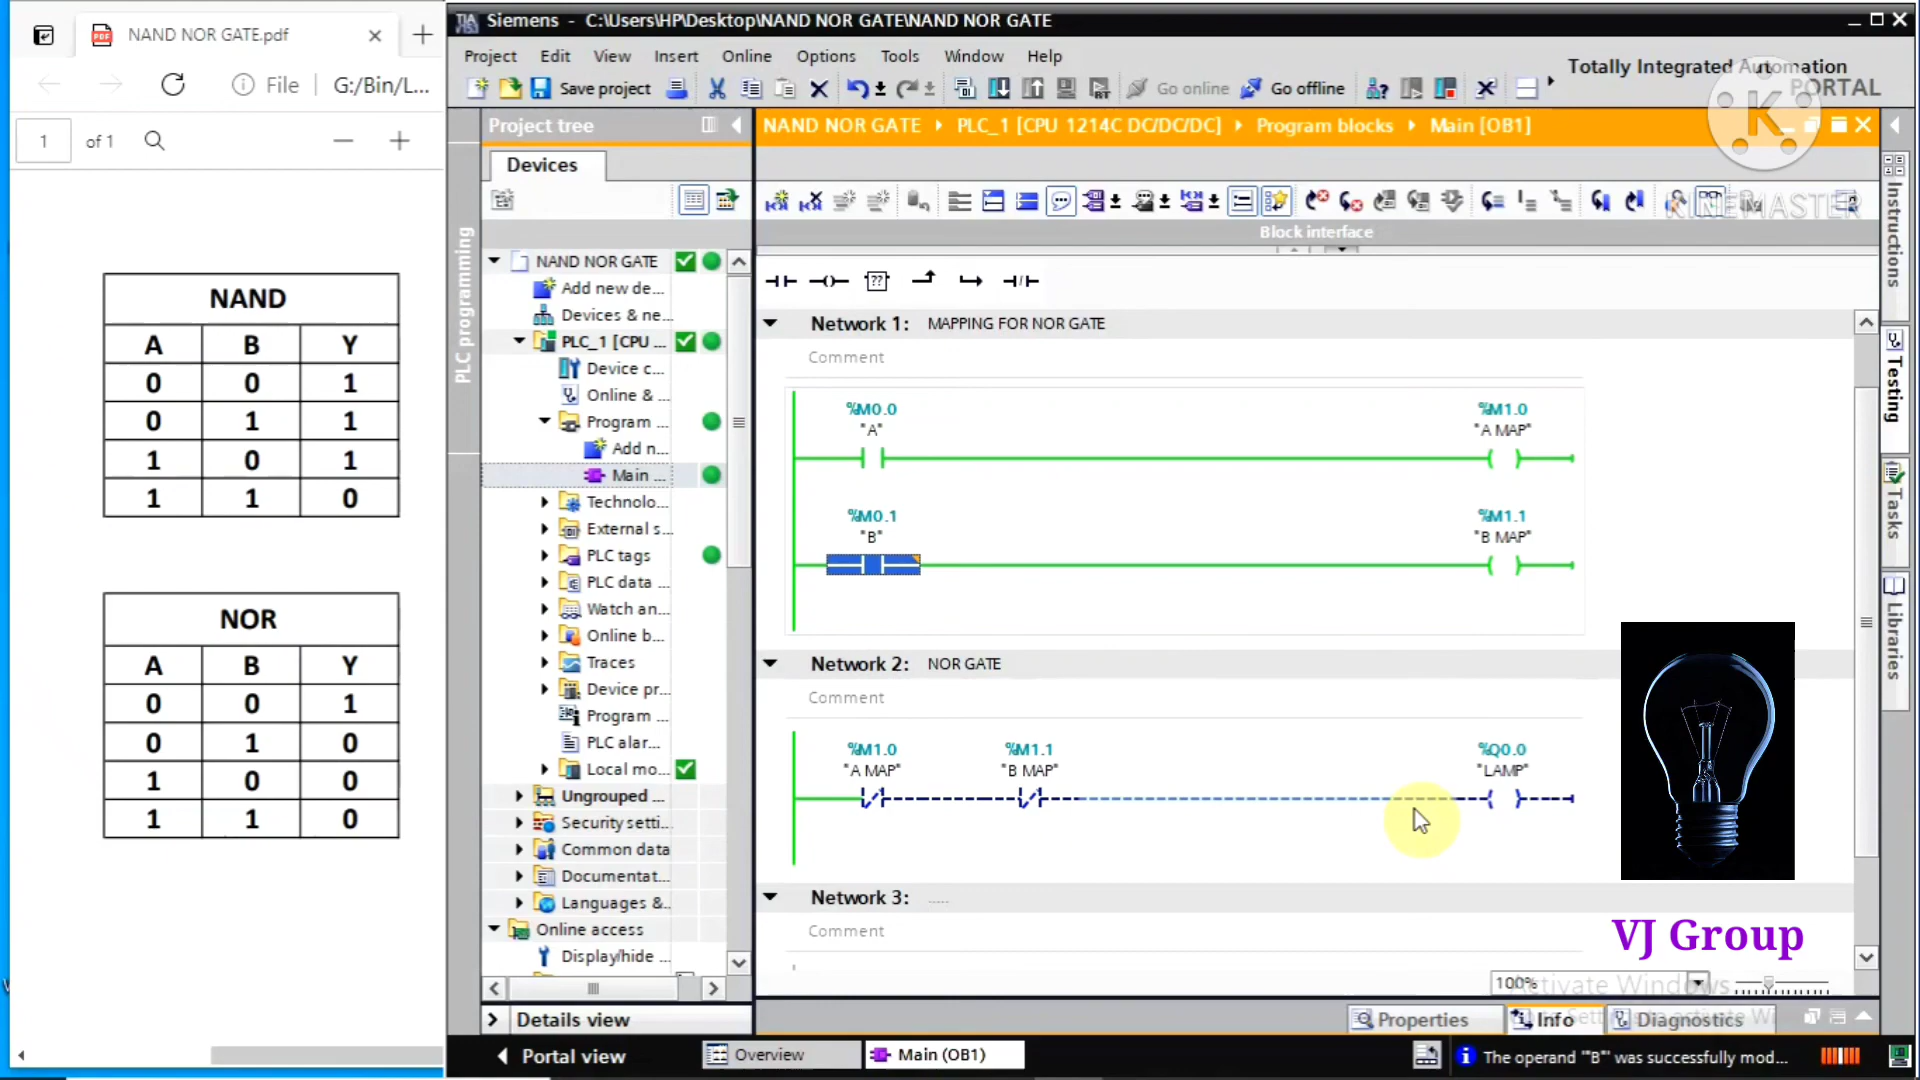 NAND NOR GATE.pdf
File
G:/Bin/L...
1
of 1
NAND
A B Y
0 0 1
0 1 1
1 0 1
1 1 0
NOR
A B Y
0 0 1
0 1 0
1 0 0
1 1 0
Siemens - C:\Users\HP\Desktop\NAND NOR GATE\NAND NOR GATE
Project Edit View Insert Online Options Tools Window Help
Totally Integrated Automation
PORTAL
Save project
Go online
Go offline
K
KINEMASTER
Project tree
NAND NOR GATE
PLC_1 [CPU 1214C DC/DC/DC]
Program blocks
Main [OB1]
Devices
PLC programming
NAND NOR GATE
Add new de...
Devices & ne...
PLC_1 [CPU ...
Device c...
Online & ...
Program ...
Add n...
Main ...
Technolo...
External s...
PLC tags
PLC data ...
Watch an...
Online b...
Traces
Device pr...
Program ...
PLC alar...
Local mo...
Ungrouped ...
Security setti...
Common data
Documentat...
Languages &...
Online access
Display/hide ...
Details view
Block interface
??
Network 1: MAPPING FOR NOR GATE
Comment
%M0.0
"A"
%M1.0
"A MAP"
%M0.1
"B"
%M1.1
"B MAP"
Network 2: NOR GATE
Comment
%M1.0
"A MAP"
%M1.1
"B MAP"
%Q0.0
"LAMP"
Network 3: .....
Comment
VJ Group
100%
Activate Windows
Properties
Info
Diagnostics
Instructions
Testing
Tasks
Libraries
Portal view
Overview
Main (OB1)
The operand '"B"' was successfully mod...